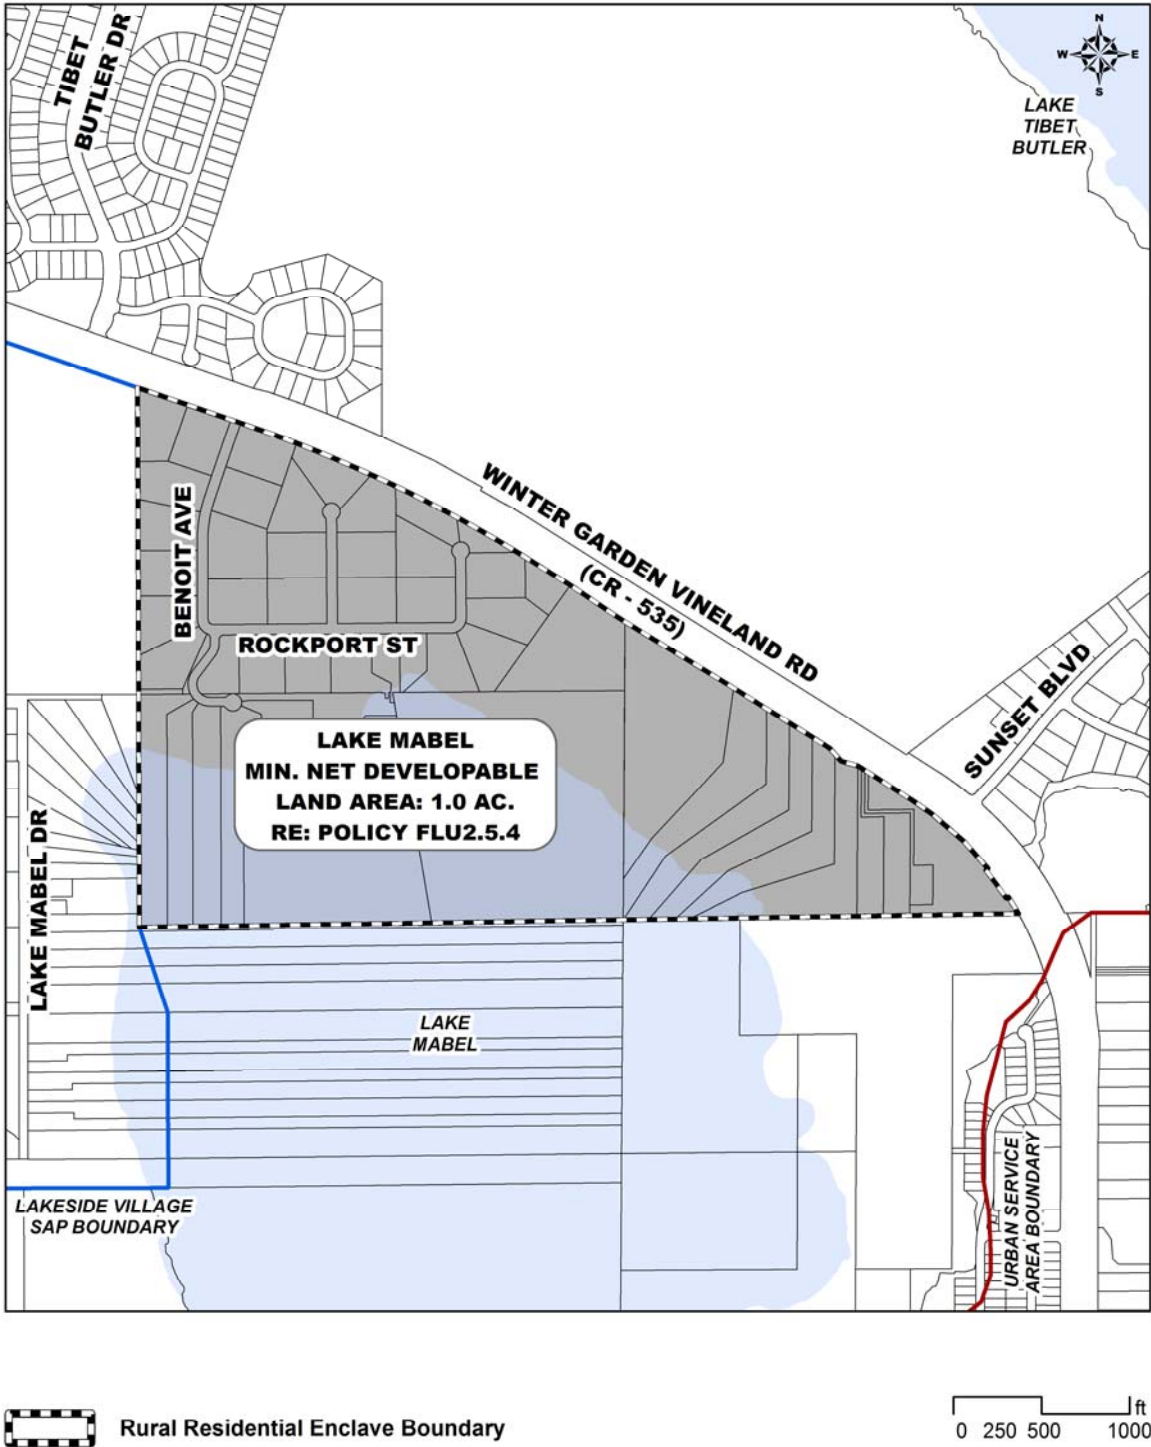 TIBET
BUTLER DR
N
W E
S
LAKE
TIBET
BUTLER
WINTER GARDEN VINELAND RD
(CR - 535)
BENOIT AVE
ROCKPORT ST
SUNSET BLVD
LAKE MABEL
MIN. NET DEVELOPABLE
LAND AREA: 1.0 AC.
RE: POLICY FLU2.5.4
LAKE MABEL DR
LAKE
MABEL
LAKESIDE VILLAGE
SAP BOUNDARY
URBAN SERVICE
AREA BOUNDARY
Rural Residential Enclave Boundary
ft
0 250 500 1000